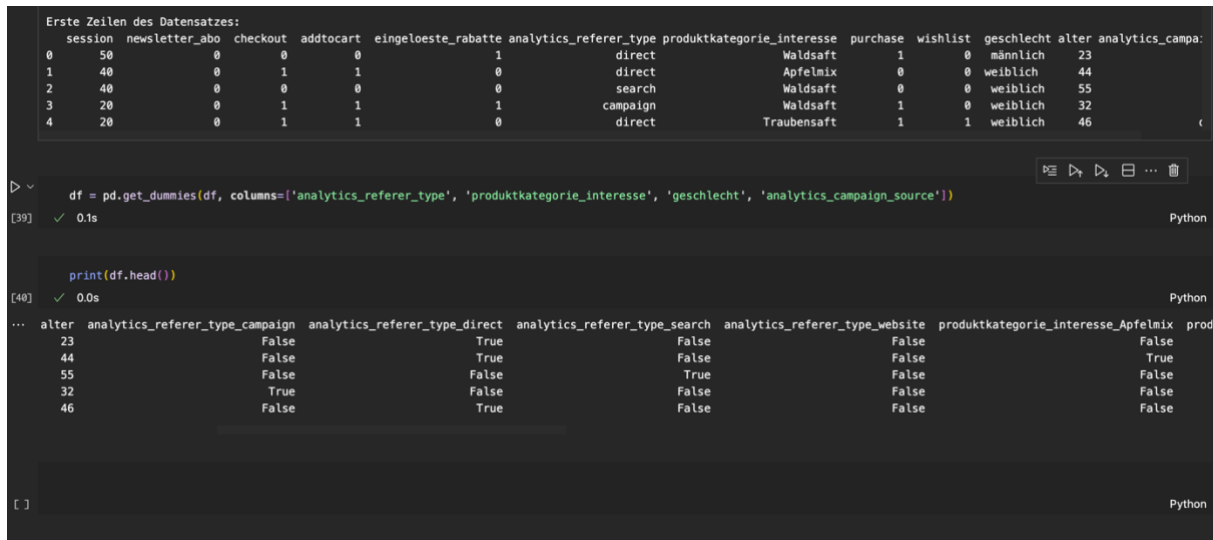 Erste Zeilen des Datensatzes:
session newsletter_abo checkout addtocart eingeloeste_rabatte analytics_referer_type produktkategorie_interesse purchase wishlist geschlecht alter analytics_campai
0 50 0 0 0 1 direct Waldsaft 1 0 männlich 23
1 40 0 1 1 0 direct Apfelmix 0 0 weiblich 44
2 40 0 0 0 0 search Waldsaft 0 0 weiblich 55
3 20 0 1 1 1 campaign Waldsaft 1 0 weiblich 32
4 20 0 1 1 0 direct Traubensaft 1 1 weiblich 46
df = pd.get_dummies(df, columns=['analytics_referer_type', 'produktkategorie_interesse', 'geschlecht', 'analytics_campaign_source'])
[39] ✓ 0.1s Python
print(df.head())
[40] ✓ 0.0s Python
... alter analytics_referer_type_campaign analytics_referer_type_direct analytics_referer_type_search analytics_referer_type_website produktkategorie_interesse_Apfelmix prod
23 False True False False False
44 False True False False True
55 False False True False False
32 True False False False False
46 False True False False False
[ ] Python